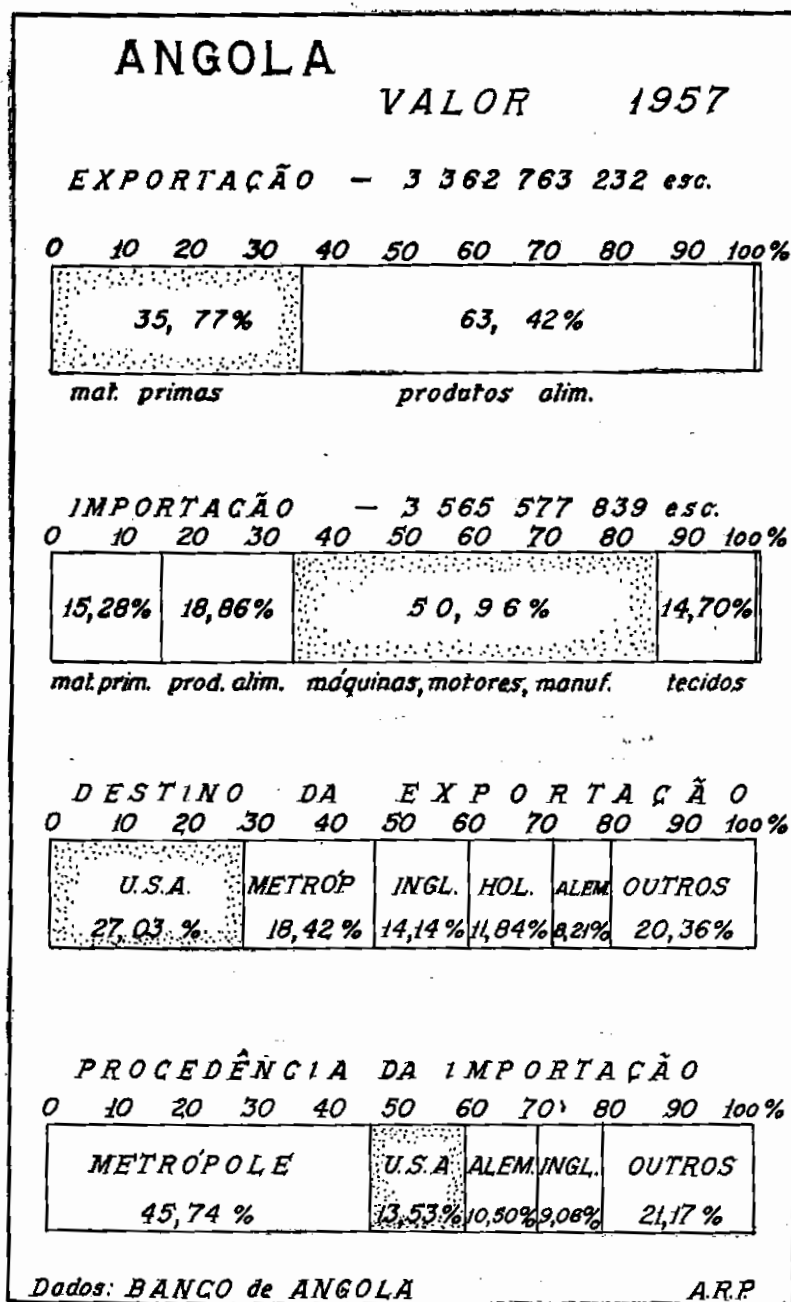 ANGOLA
VALOR 1957
EXPORTAÇÃO - 3 362 763 232 esc.
0 10 20 30 40 50 60 70 80 90 100%
35, 77% 63, 42%
mat. primas produtos alim.
IMPORTAÇÃO - 3 565 577 839 esc.
0 10 20 30 40 50 60 70 80 90 100%
15,28% 18,86% 50,96% 14,70%
mat.prim. prod. alim. máquinas, motores, manuf. tecidos
DESTINO DA EXPORTAÇÃO
0 10 20 30 40 50 60 70 80 90 100%
U.S.A. METRÓP INGL. HOL. ALEM. OUTROS
27,03 % 18,42 % 14,14% 11,84% 8,21% 20,36%
PROCEDÊNCIA DA IMPORTAÇÃO
0 10 20 30 40 50 60 70 80 90 100%
METRÓPOLE U.S.A ALEM. INGL. OUTROS
45,74 % 13,53% 10,50% 9,06% 21,17 %
Dados: BANCO de ANGOLA A.R.P.